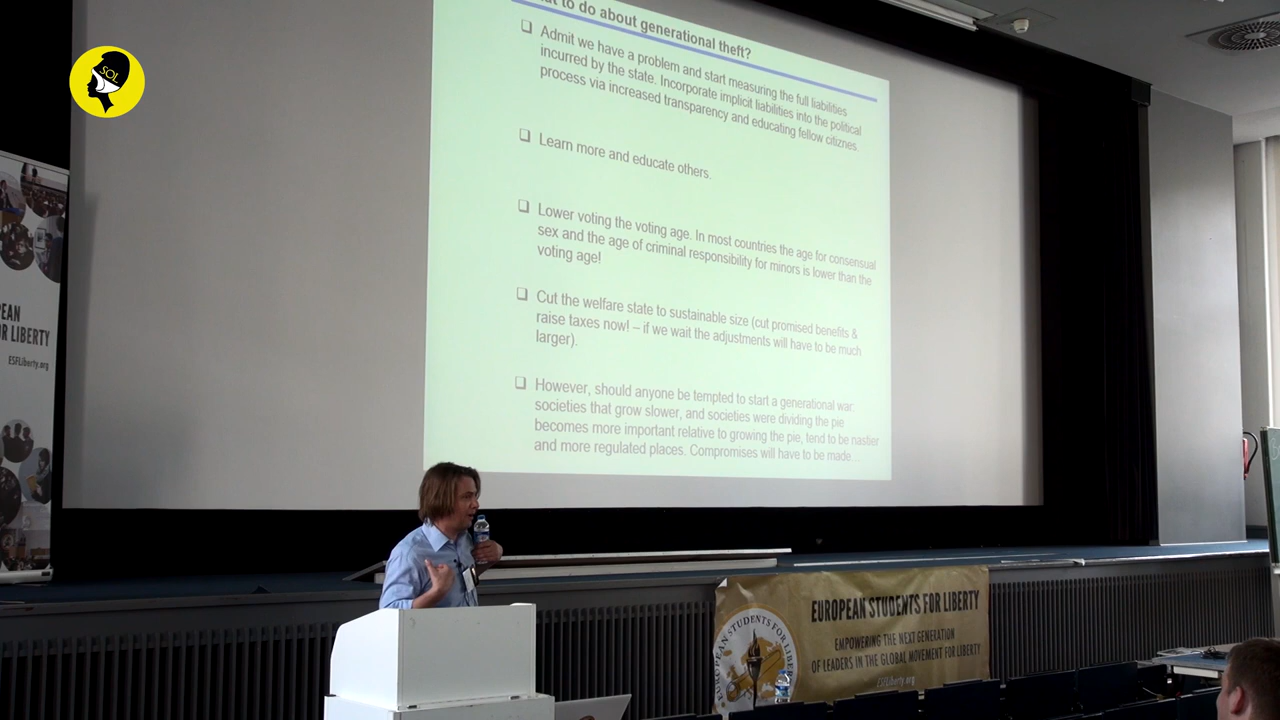 SOL
at to do about generational theft?
❑ Admit we have a problem and start measuring the full liabilities
incurred by the state. Incorporate implicit liabilities into the political
process via increased transparency and educating fellow citiznes.
❑ Learn more and educate others.
❑ Lower voting the voting age. In most countries the age for consensual
sex and the age of criminal responsibility for minors is lower than the
voting age!
❑ Cut the welfare state to sustainable size (cut promised benefits &
raise taxes now! – if we wait the adjustments will have to be much
larger).
❑ However, should anyone be tempted to start a generational war:
societies that grow slower, and societies were dividing the pie
becomes more important relative to growing the pie, tend to be nastier
and more regulated places. Compromises will have to be made...
PEAN
OR LIBERTY
ESFLiberty.org
EUROPEAN STUDENTS FOR LIBERTY
EMPOWERING THE NEXT GENERATION
OF LEADERS IN THE GLOBAL MOVEMENT FOR LIBERTY
ESFLiberty.org
EUROPEAN STUDENTS FOR LIBE